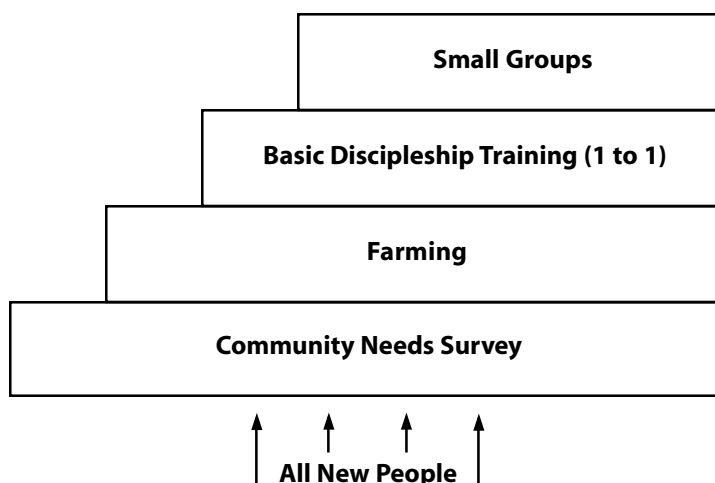 Small Groups
Basic Discipleship Training (1 to 1)
Farming
Community Needs Survey
All New People